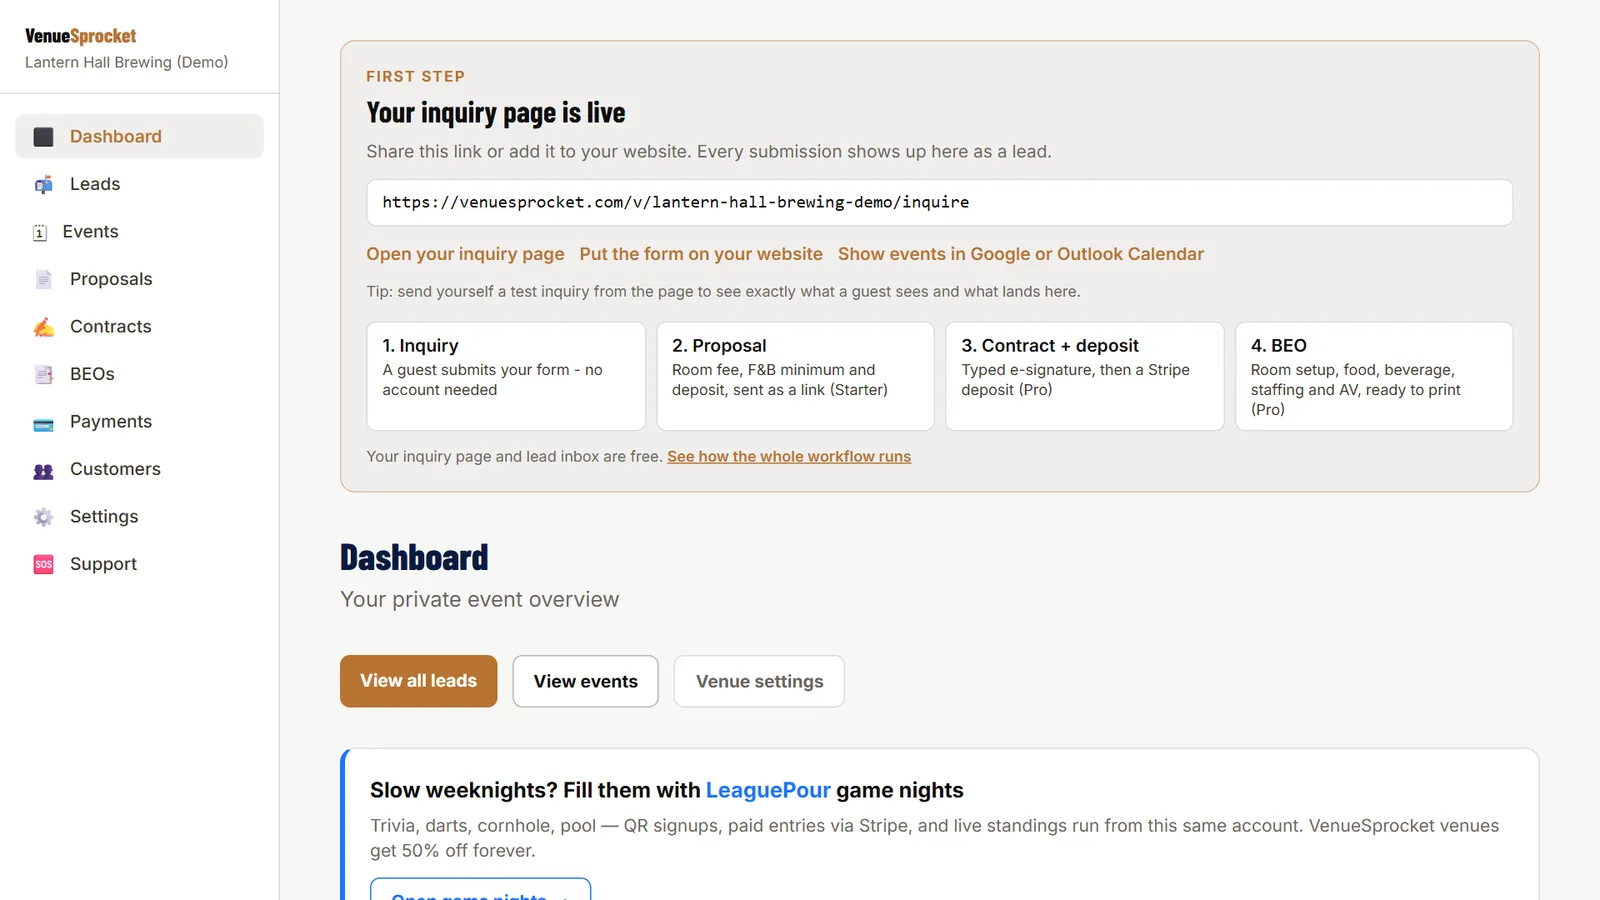 VenueSprocket
Lantern Hall Brewing (Demo)
Dashboard
Leads
Events
Proposals
Contracts
BEOs
Payments
Customers
Settings
SOS
Support
FIRST STEP
Your inquiry page is live
Share this link or add it to your website. Every submission shows up here as a lead.
https://venuesprocket.com/v/lantern-hall-brewing-demo/inquire
Open your inquiry page Put the form on your website Show events in Google or Outlook Calendar
Tip: send yourself a test inquiry from the page to see exactly what a guest sees and what lands here.
1. Inquiry
A guest submits your form - no
account needed
2. Proposal
Room fee, F&B minimum and
deposit, sent as a link (Starter)
3. Contract + deposit
Typed e-signature, then a Stripe
deposit (Pro)
4. BEO
Room setup, food, beverage,
staffing and AV, ready to print
(Pro)
Your inquiry page and lead inbox are free. See how the whole workflow runs
Dashboard
Your private event overview
View all leads
View events
Venue settings
Slow weeknights? Fill them with LeaguePour game nights
Trivia, darts, cornhole, pool — QR signups, paid entries via Stripe, and live standings run from this same account. VenueSprocket venues
get 50% off forever.
Open game nights